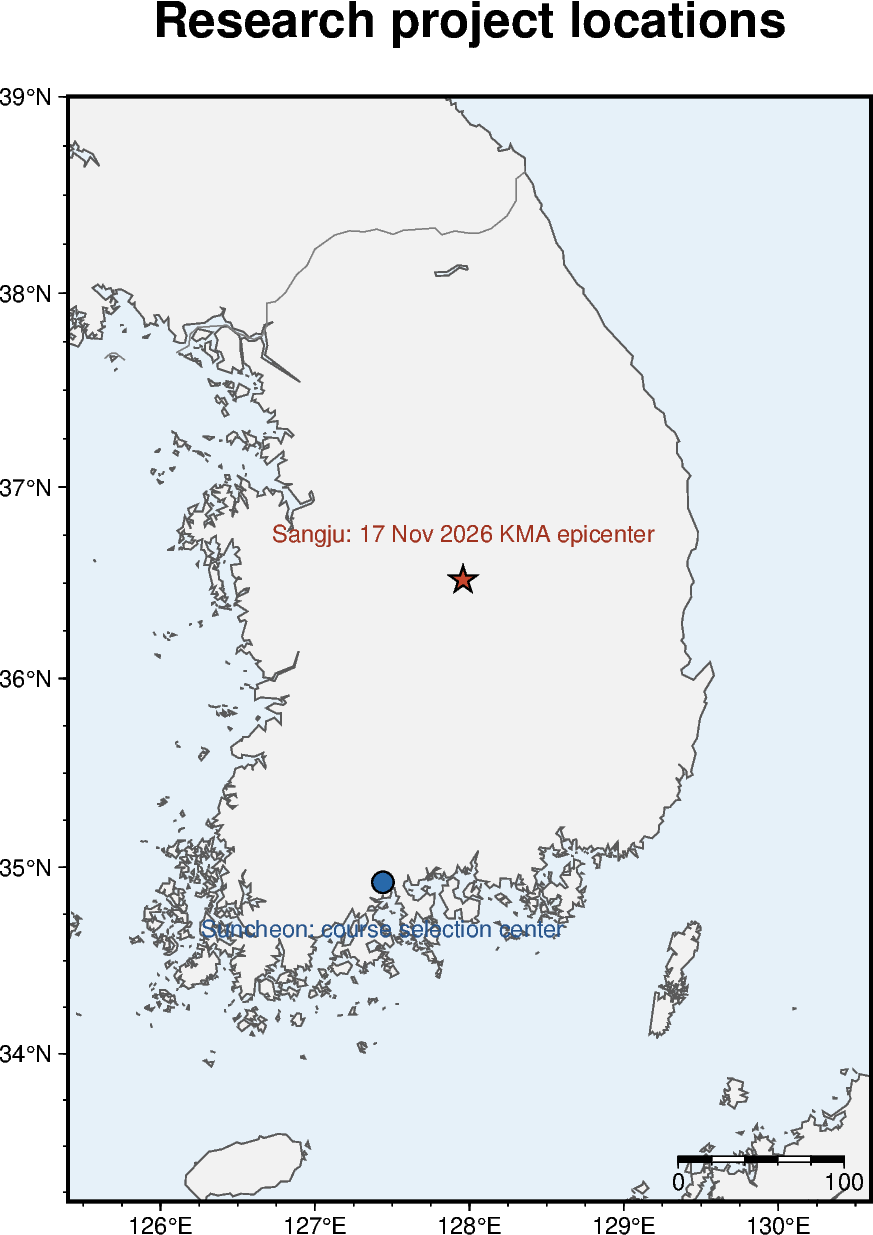 Research project locations
39°N
38°N
37°N
Sangju: 17 Nov 2026 KMA epicenter
36°N
35°N
Suncheon: course selection center
34°N
0 100
126°E 127°E 128°E 129°E 130°E